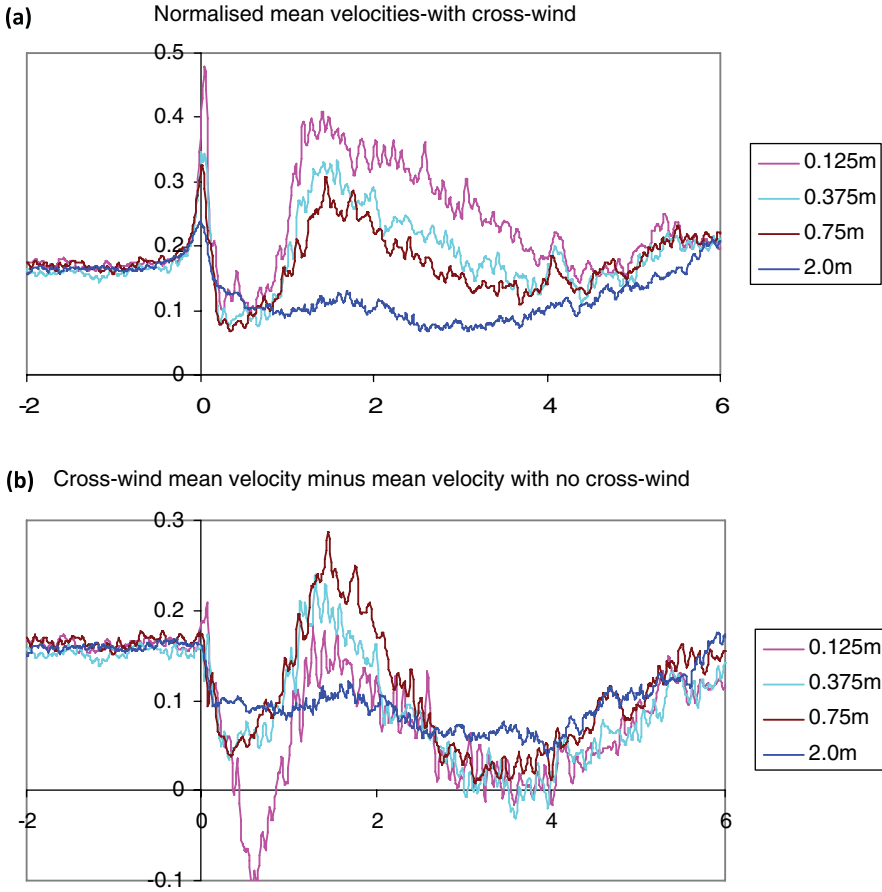 (a) Normalised mean velocities-with cross-wind
0.5
0.4
0.3
0.2
0.1
0
-2 0 2 4 6
0.125m
0.375m
0.75m
2.0m
(b) Cross-wind mean velocity minus mean velocity with no cross-wind
0.3
0.2
0.1
0
-2 0 2 4 6
-0.1
0.125m
0.375m
0.75m
2.0m